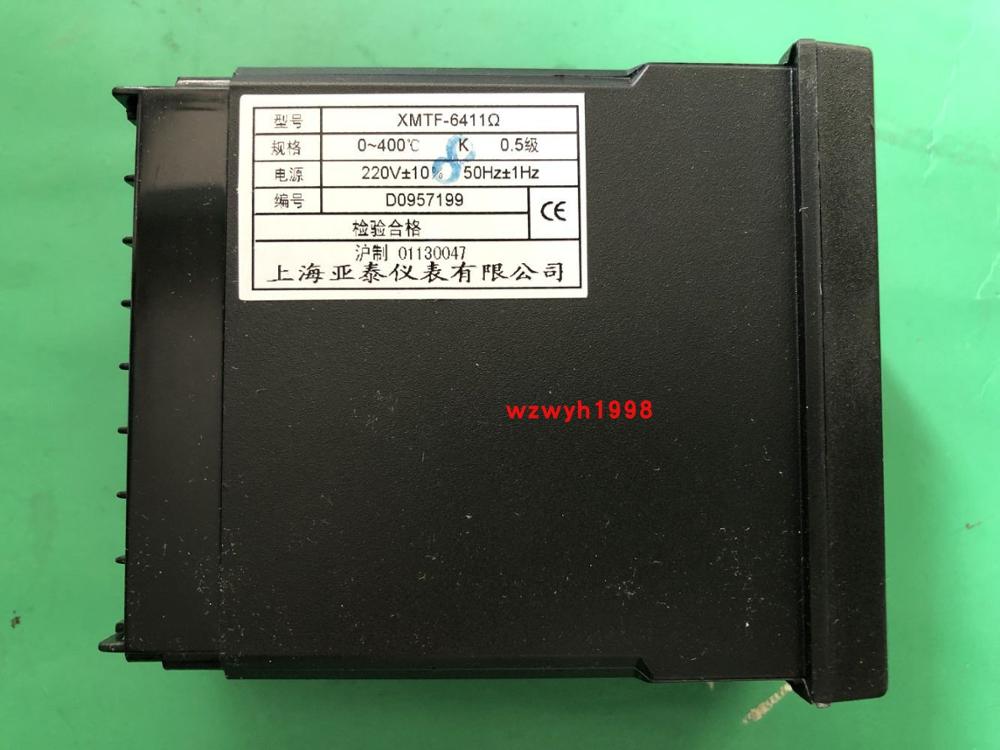 型号 XMTF-6411Ω
规格 0~400℃ K 0.5级
电源 220V±10% 50Hz±1Hz
编号 D0957199
CE
检验合格
沪制 01130047
上海亚泰仪表有限公司
wzwyh1998